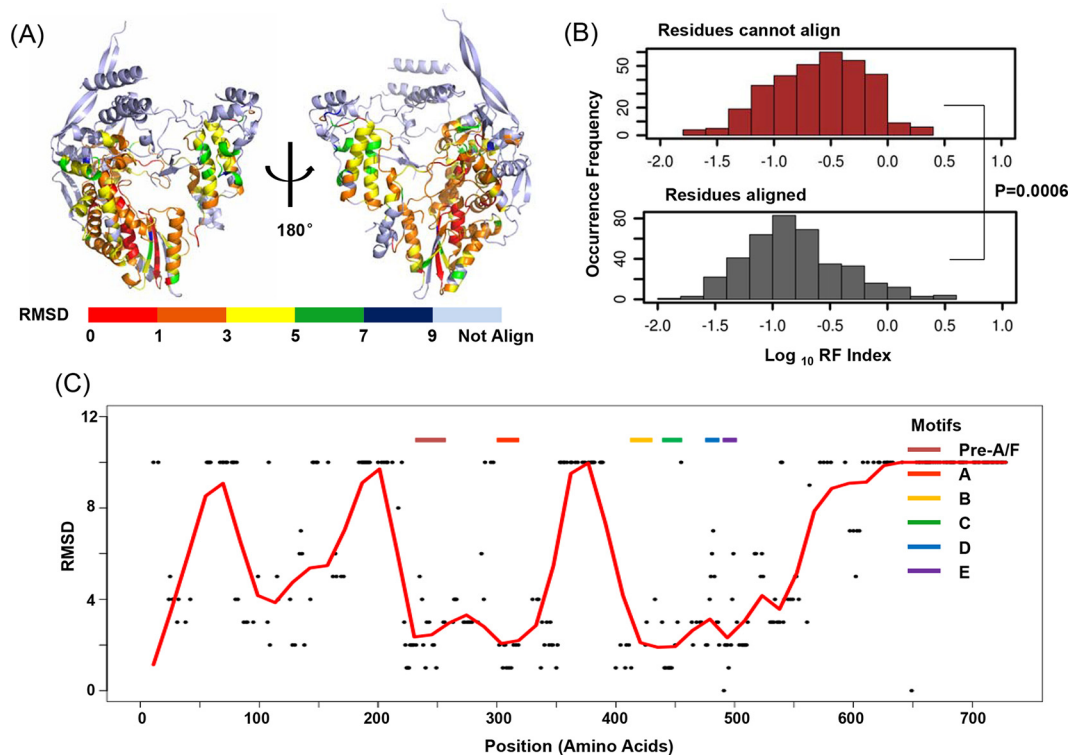 (A)
180°
RMSD
0 1 3 5 7 9 Not Align
(B)
Residues cannot align
Occurrence Frequency
50
20
0
-2.0 -1.5 -1.0 -0.5 0.0 0.5 1.0
P=0.0006
Residues aligned
80
40
0
-2.0 -1.5 -1.0 -0.5 0.0 0.5 1.0
Log 10 RF Index
(C)
RMSD
12
8
4
0
Motifs
Pre-A/F
A
B
C
D
E
0 100 200 300 400 500 600 700
Position (Amino Acids)